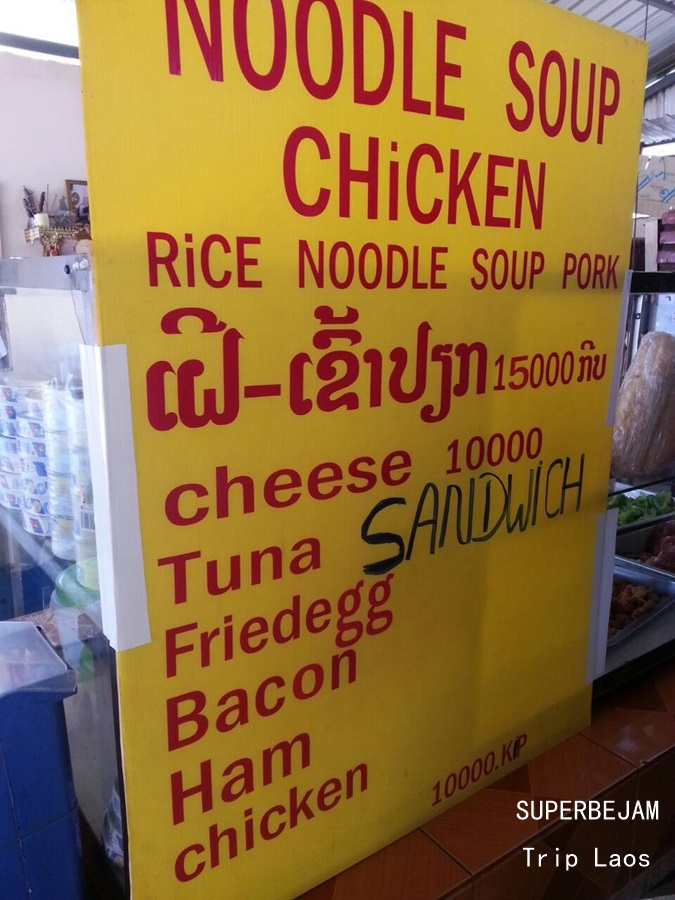 NOODLE SOUP
CHiCKEN
RiCE NOODLE SOUP PORK
ເຝີ-ເຂົ້າປຽກ 15000 ກີບ
cheese 10000
SANDWiCH
Tuna
Friedegg
Bacon
Ham
chicken 10000.KiP
SUPERBEJAM
Trip Laos